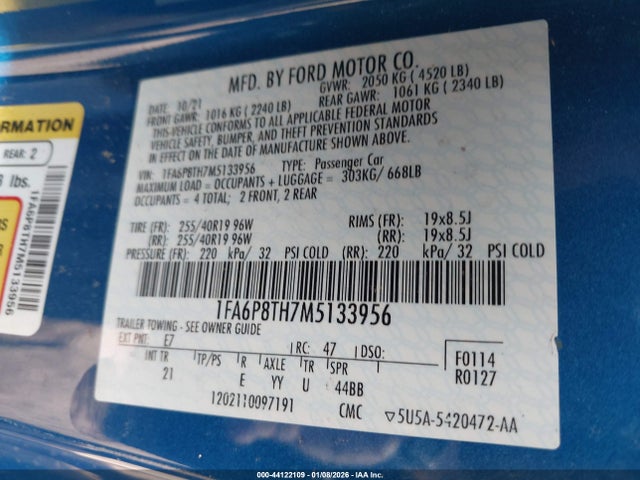 MFD. BY FORD MOTOR CO.
DATE: 10/21 GVWR: 2050 KG ( 4520 LB)
FRONT GAWR: 1016 KG ( 2240 LB) REAR GAWR: 1061 KG ( 2340 LB)
THIS VEHICLE CONFORMS TO ALL APPLICABLE FEDERAL MOTOR
VEHICLE SAFETY, BUMPER, AND THEFT PREVENTION STANDARDS
IN EFFECT ON THE DATE OF MANUFACTURE SHOWN ABOVE.
VIN: 1FA6P8TH7M5133956 TYPE: Passenger Car
MAXIMUM LOAD = OCCUPANTS + LUGGAGE = 303KG/ 668LB
OCCUPANTS = 4 TOTAL; 2 FRONT, 2 REAR
TIRE (FR): 255/40R19 96W RIMS (FR): 19x8.5J
(RR): 255/40R19 96W (RR): 19x8.5J
PRESSURE (FR): 220 kPa/ 32 PSI COLD (RR): 220 kPa/ 32 PSI COLD
1FA6P8TH7M5133956
TRAILER TOWING - SEE OWNER GUIDE
EXT PNT: E7 RC: 47 DSO:
INT TR TP/PS R AXLE TR SPR
21 E YY U 44BB
F0114
R0127
1202110097191 CMC ▽5U5A-5420472-AA
ORMATION
REAR: 2
lbs.
1FA6P8TH7M5133956
000-44122109 - 01/08/2026 - IAAI.com